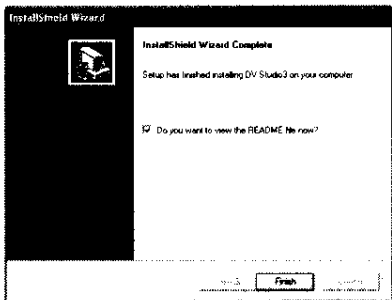 InstallShield Wizard
InstallShield Wizard Complete
Setup has finished installing DV Studio3 on your computer
Do you want to view the README file now?
Finish